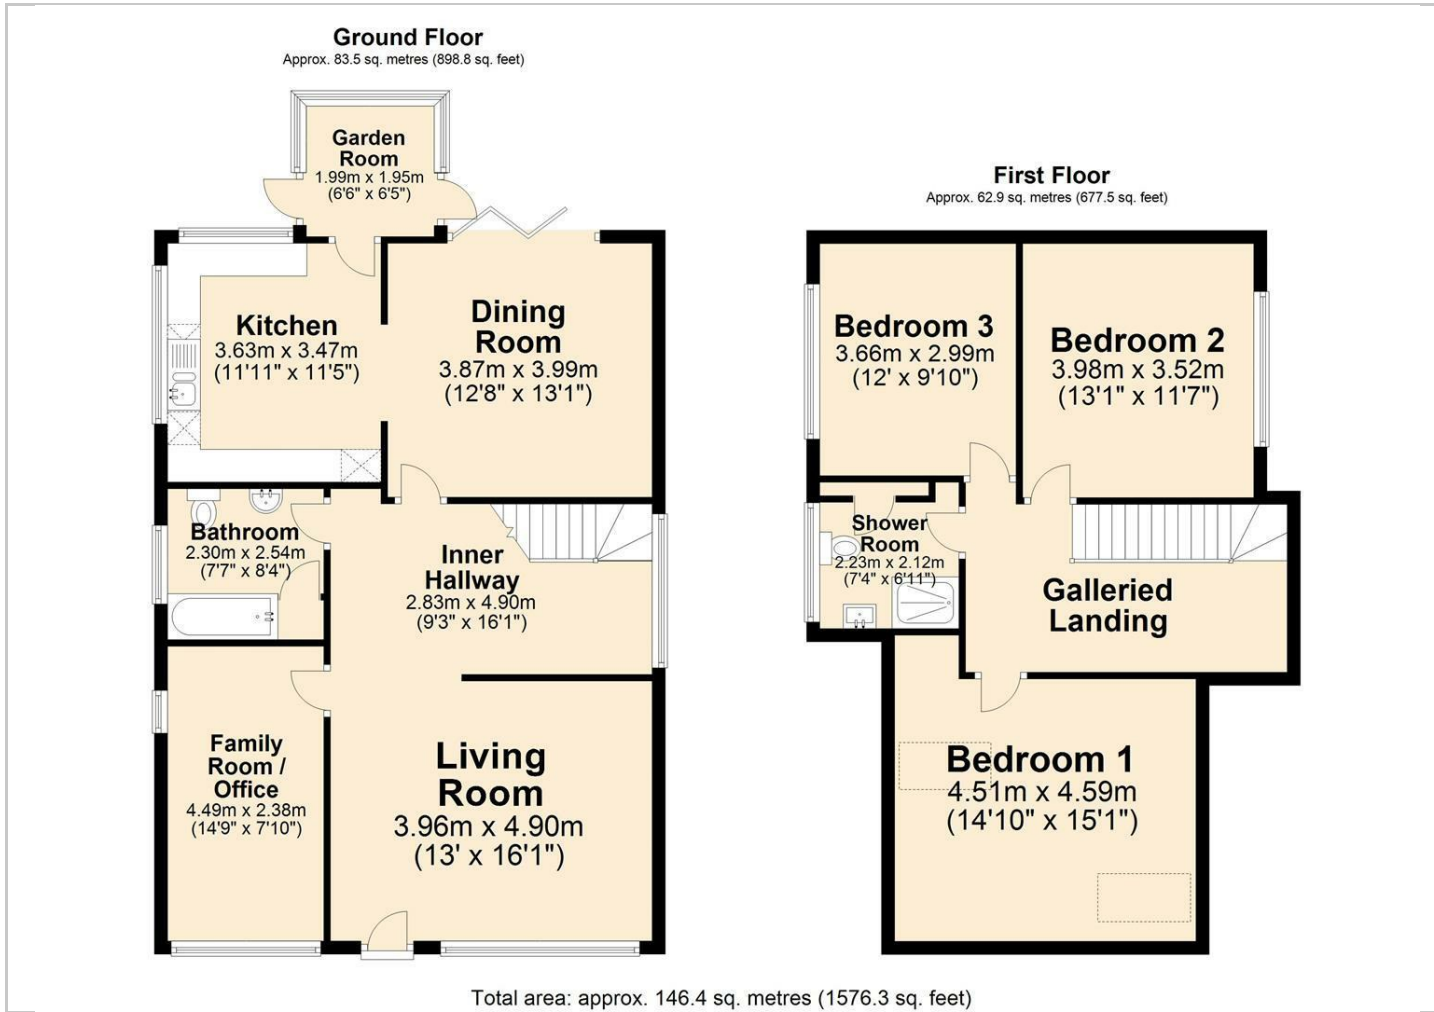 Ground Floor
Approx. 83.5 sq. metres (898.8 sq. feet)
Garden
Room
1.99m x 1.95m
(6'6" x 6'5")
Kitchen
3.63m x 3.47m
(11'11" x 11'5")
Dining
Room
3.87m x 3.99m
(12'8" x 13'1")
Bathroom
2.30m x 2.54m
(7'7" x 8'4")
Inner
Hallway
2.83m x 4.90m
(9'3" x 16'1")
Family
Room /
Office
4.49m x 2.38m
(14'9" x 7'10")
Living
Room
3.96m x 4.90m
(13' x 16'1")
First Floor
Approx. 62.9 sq. metres (677.5 sq. feet)
Bedroom 3
3.66m x 2.99m
(12' x 9'10")
Bedroom 2
3.98m x 3.52m
(13'1" x 11'7")
Shower
Room
2.23m x 2.12m
(7'4" x 6'11")
Galleried
Landing
Bedroom 1
4.51m x 4.59m
(14'10" x 15'1")
Total area: approx. 146.4 sq. metres (1576.3 sq. feet)